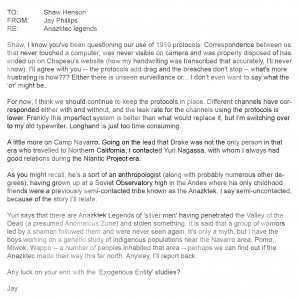 TO: Shaw Henson
FROM: Jay Phillips
RE: Anazktec legends
Shaw, I know you've been questioning our use of 1959 protocols. Correspondence between us
that never touched a computer, was never visible on camera and was properly disposed of has
ended up on Chapeau's website (how my handwriting was transcribed that accurately, I'll never
know). I'll agree with you -- the protocols add drag and the breaches don't stop -- what's more
frustrating is how??? Either there is unseen surveillance or... I don't even want to say what the
'or' might be.
For now, I think we should continue to keep the protocols in place. Different channels have cor-
responded either with and without, and the leak rate for the channels using the protocols is
lower. Frankly this imperfect system is better than what would replace it, but I'm switching over
to my old typewriter. Longhand is just too time consuming.
A little more on Camp Navarro. Going on the lead that Drake was not the only person in that
era who travelled to Northern California, I contacted Yuri Nagassa, with whom I always had
good relations during the Niantic Project era.
As you might recall, he's a sort of an anthropologist (along with probably numerous other de-
grees), having grown up at a Soviet Observatory high in the Andes where his only childhood
friends were a previously semi-contacted tribe known as the Anazktek. I say semi-uncontacted,
because of the story I'll relate.
Yuri says that there are Anazktek Legends of 'silver men' having penetrated the Valley of the
Dead (a presumed Anomalous Zone) and stolen something. It is said that a group of warriors
led by a shaman followed them and were never seen again. It's only a myth, but I have the
boys working on a genetic study of indigenous populations near the Navarro area. Pomo,
Miwok, Wappo -- a number of peoples inhabited that area -- perhaps we can find out if the
Anazktec made their way this far north. Anyway, I'll report back.
Any luck on your end with the 'Exogenous Entity' studies?
Jay